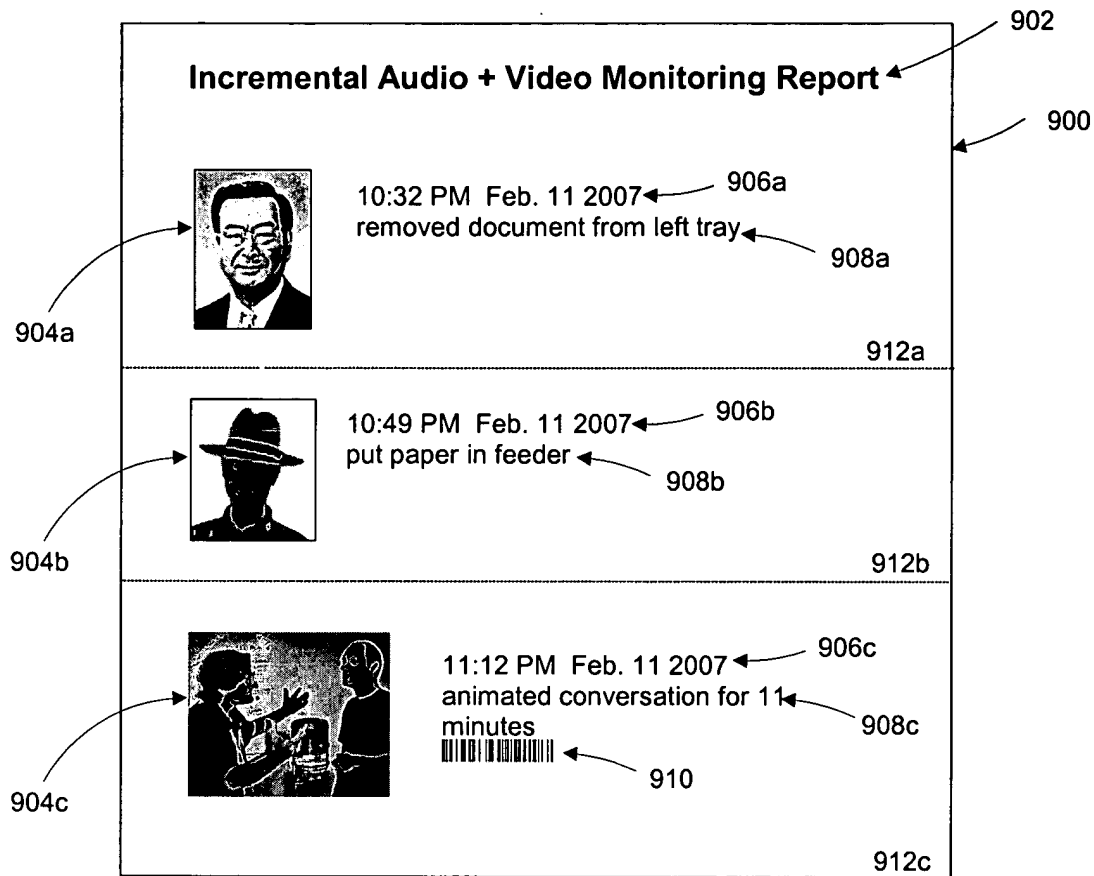 902
Incremental Audio + Video Monitoring Report
900
10:32 PM Feb. 11 2007
906a
removed document from left tray
908a
904a
912a
10:49 PM Feb. 11 2007
906b
put paper in feeder
908b
904b
912b
11:12 PM Feb. 11 2007
906c
animated conversation for 11
minutes
908c
910
904c
912c